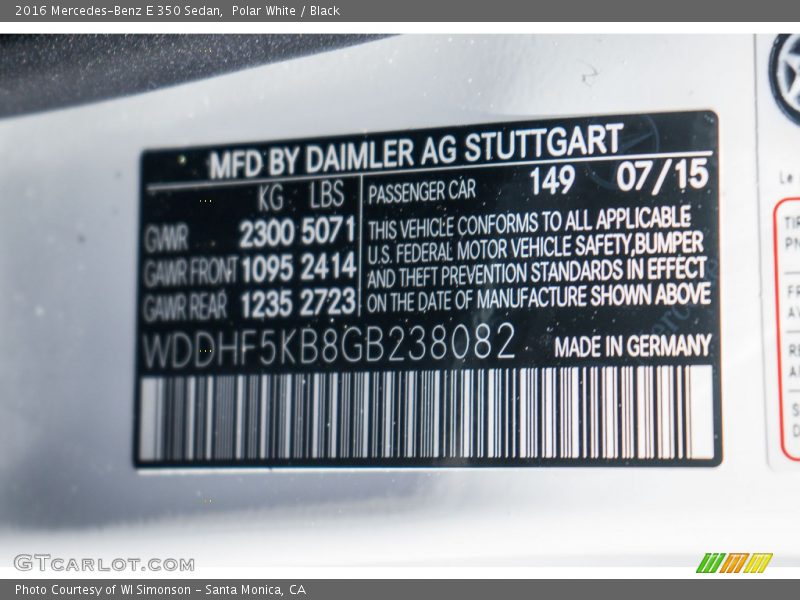 2016 Mercedes-Benz E 350 Sedan,  Polar White / Black
MFD BY DAIMLER AG STUTTGART
KG LBS
GVWR 2300 5071
GAWR FRONT 1095 2414
GAWR REAR 1235 2723
PASSENGER CAR 149 07/15
THIS VEHICLE CONFORMS TO ALL APPLICABLE
U.S. FEDERAL MOTOR VEHICLE SAFETY,BUMPER
AND THEFT PREVENTION STANDARDS IN EFFECT
ON THE DATE OF MANUFACTURE SHOWN ABOVE
WDDHF5KB8GB238082 MADE IN GERMANY
Le
GTCARLOT.COM
Photo Courtesy of WI Simonson - Santa Monica, CA